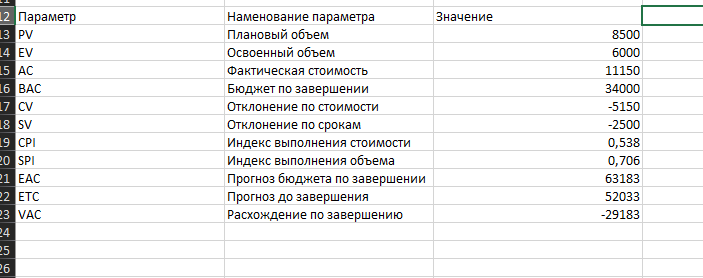 12 Параметр Наименование параметра Значение
13 PV Плановый объем 8500
14 EV Освоенный объем 6000
15 AC Фактическая стоимость 11150
16 BAC Бюджет по завершении 34000
17 CV Отклонение по стоимости -5150
18 SV Отклонение по срокам -2500
19 CPI Индекс выполнения стоимости 0,538
20 SPI Индекс выполнения объема 0,706
21 EAC Прогноз бюджета по завершении 63183
22 ETC Прогноз до завершения 52033
23 VAC Расхождение по завершению -29183
24
25
26